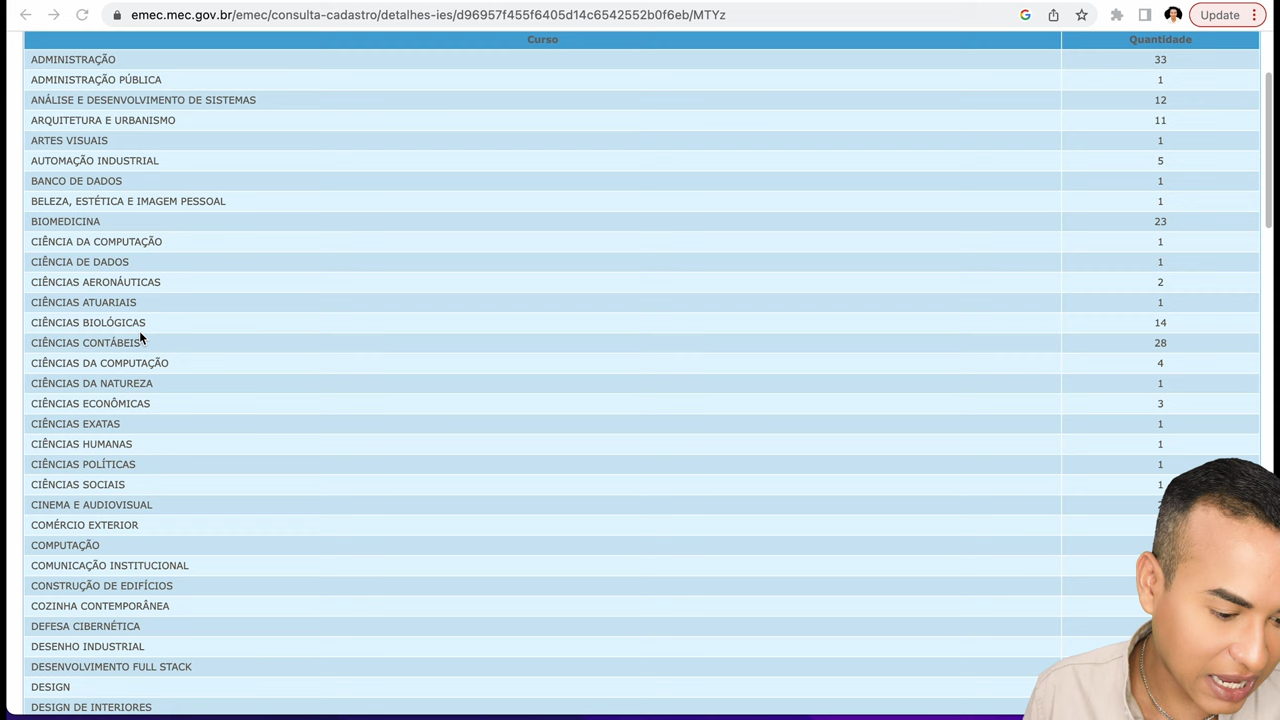 emec.mec.gov.br/emec/consulta-cadastro/detalhes-ies/d96957f455f6405d14c6542552b0f6eb/MTYz
Update
Curso Quantidade
ADMINISTRAÇÃO 33
ADMINISTRAÇÃO PÚBLICA 1
ANÁLISE E DESENVOLVIMENTO DE SISTEMAS 12
ARQUITETURA E URBANISMO 11
ARTES VISUAIS 1
AUTOMAÇÃO INDUSTRIAL 5
BANCO DE DADOS 1
BELEZA, ESTÉTICA E IMAGEM PESSOAL 1
BIOMEDICINA 23
CIÊNCIA DA COMPUTAÇÃO 1
CIÊNCIA DE DADOS 1
CIÊNCIAS AERONÁUTICAS 2
CIÊNCIAS ATUARIAIS 1
CIÊNCIAS BIOLÓGICAS 14
CIÊNCIAS CONTÁBEIS 28
CIÊNCIAS DA COMPUTAÇÃO 4
CIÊNCIAS DA NATUREZA 1
CIÊNCIAS ECONÔMICAS 3
CIÊNCIAS EXATAS 1
CIÊNCIAS HUMANAS 1
CIÊNCIAS POLÍTICAS 1
CIÊNCIAS SOCIAIS 1
CINEMA E AUDIOVISUAL
COMÉRCIO EXTERIOR
COMPUTAÇÃO
COMUNICAÇÃO INSTITUCIONAL
CONSTRUÇÃO DE EDIFÍCIOS
COZINHA CONTEMPORÂNEA
DEFESA CIBERNÉTICA
DESENHO INDUSTRIAL
DESENVOLVIMENTO FULL STACK
DESIGN
DESIGN DE INTERIORES